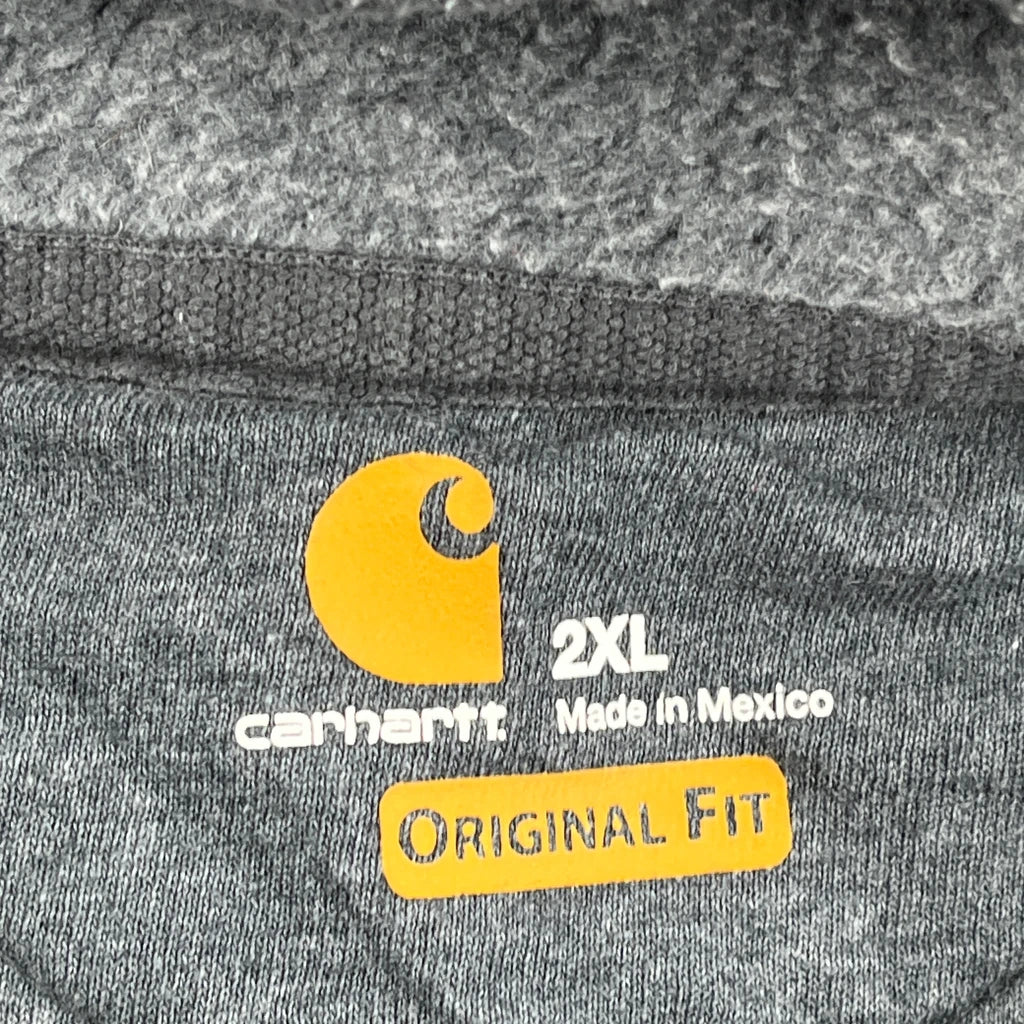 2XL
carhartt
Made in Mexico
ORIGINAL FIT